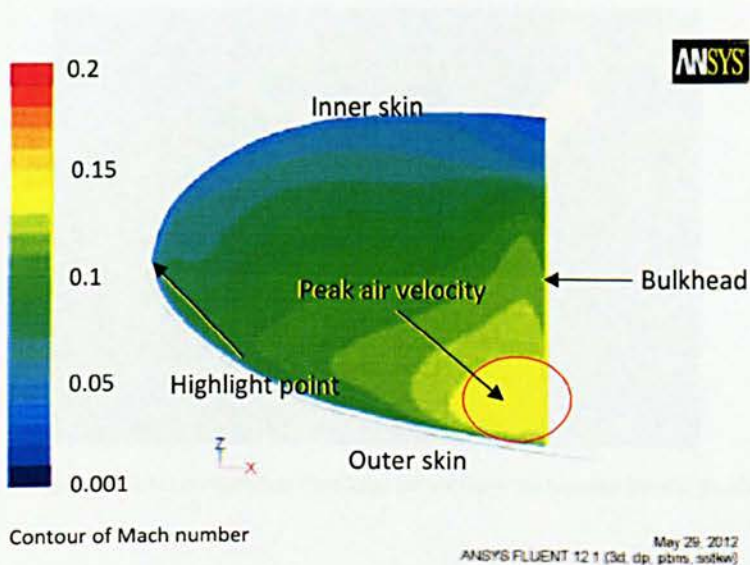 ANSYS
0.2
Inner skin
0.15
0.1
Peak air velocity
Bulkhead
0.05
Highlight point
Z
X
Outer skin
0.001
Contour of Mach number
May 29, 2012
ANSYS FLUENT 12.1 (3d, dp, pbns, sstkw)